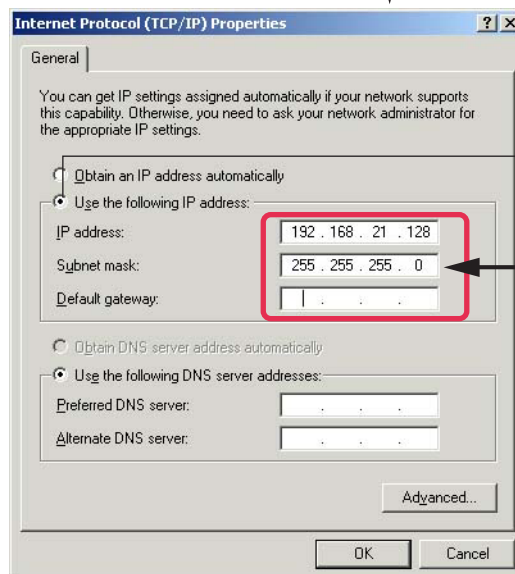 Internet Protocol (TCP/IP) Properties
General
You can get IP settings assigned automatically if your network supports
this capability. Otherwise, you need to ask your network administrator for
the appropriate IP settings.
Obtain an IP address automatically
Use the following IP address:
IP address: 192 . 168 . 21 . 128
Subnet mask: 255 . 255 . 255 . 0
Default gateway: . . .
Obtain DNS server address automatically
Use the following DNS server addresses:
Preferred DNS server: . . .
Alternate DNS server: . . .
Advanced...
OK Cancel